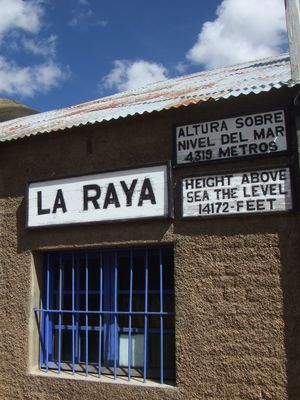 LA RAYA
ALTURA SOBRE
NIVEL DEL MAR
4319 METROS
HEIGHT ABOVE
SEA THE LEVEL
14172-FEET